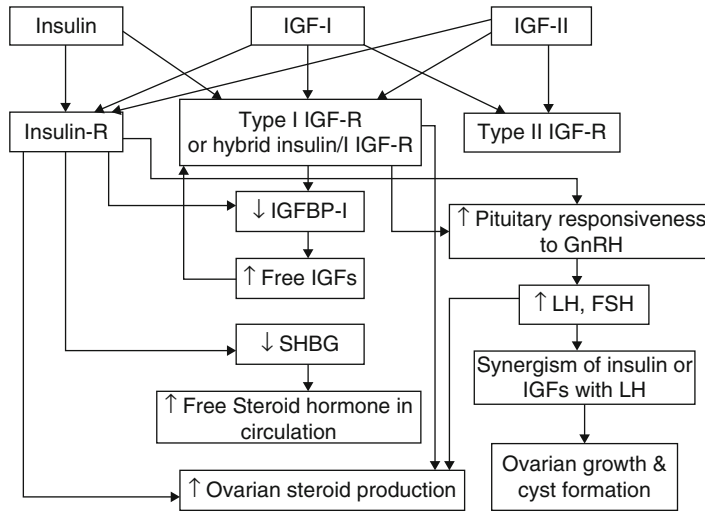 Insulin
IGF-I
IGF-II
Insulin-R
Type I IGF-R
or hybrid insulin/I IGF-R
Type II IGF-R
↓ IGFBP-I
↑ Pituitary responsiveness
to GnRH
↑ Free IGFs
↑ LH, FSH
↓ SHBG
Synergism of insulin or
IGFs with LH
↑ Free Steroid hormone in
circulation
Ovarian growth &
cyst formation
↑ Ovarian steroid production